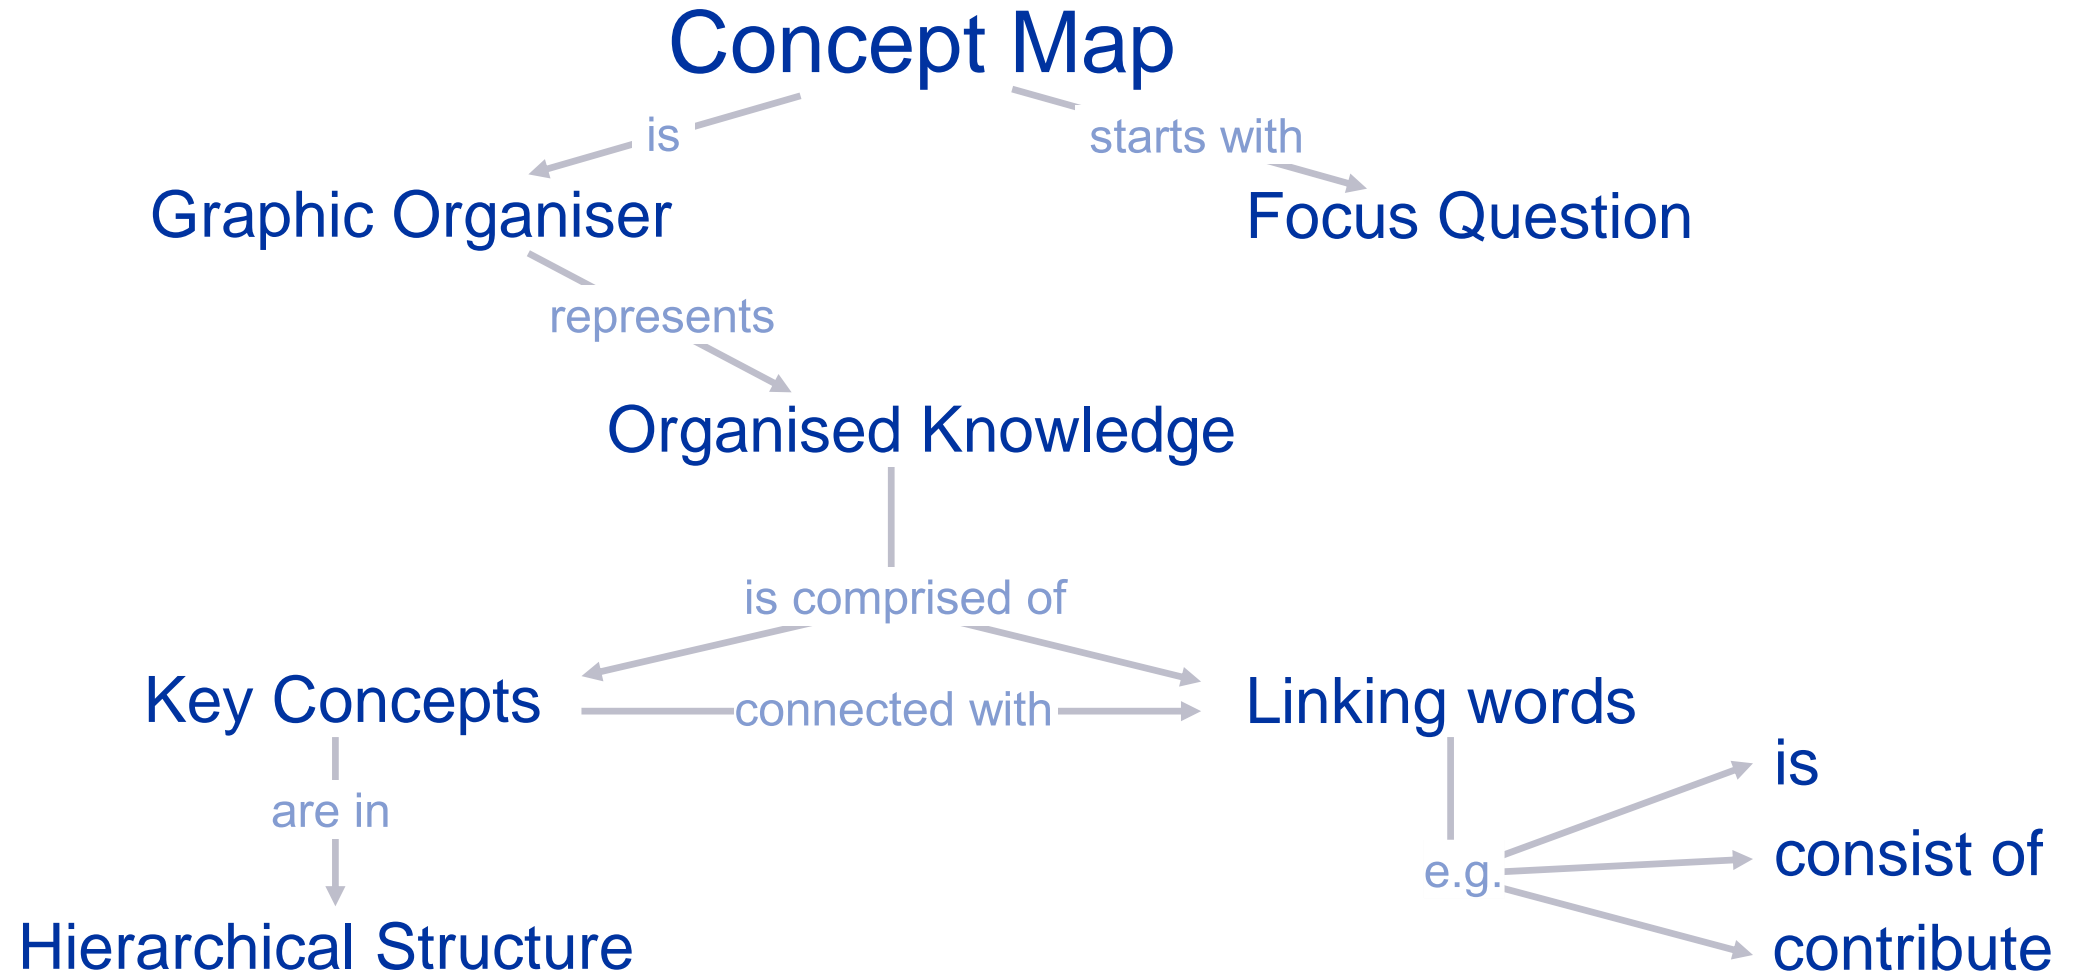 Concept Map
is
starts with
Graphic Organiser
Focus Question
represents
Organised Knowledge
is comprised of
Key Concepts
connected with
Linking words
is
are in
consist of
e.g.
Hierarchical Structure
contribute